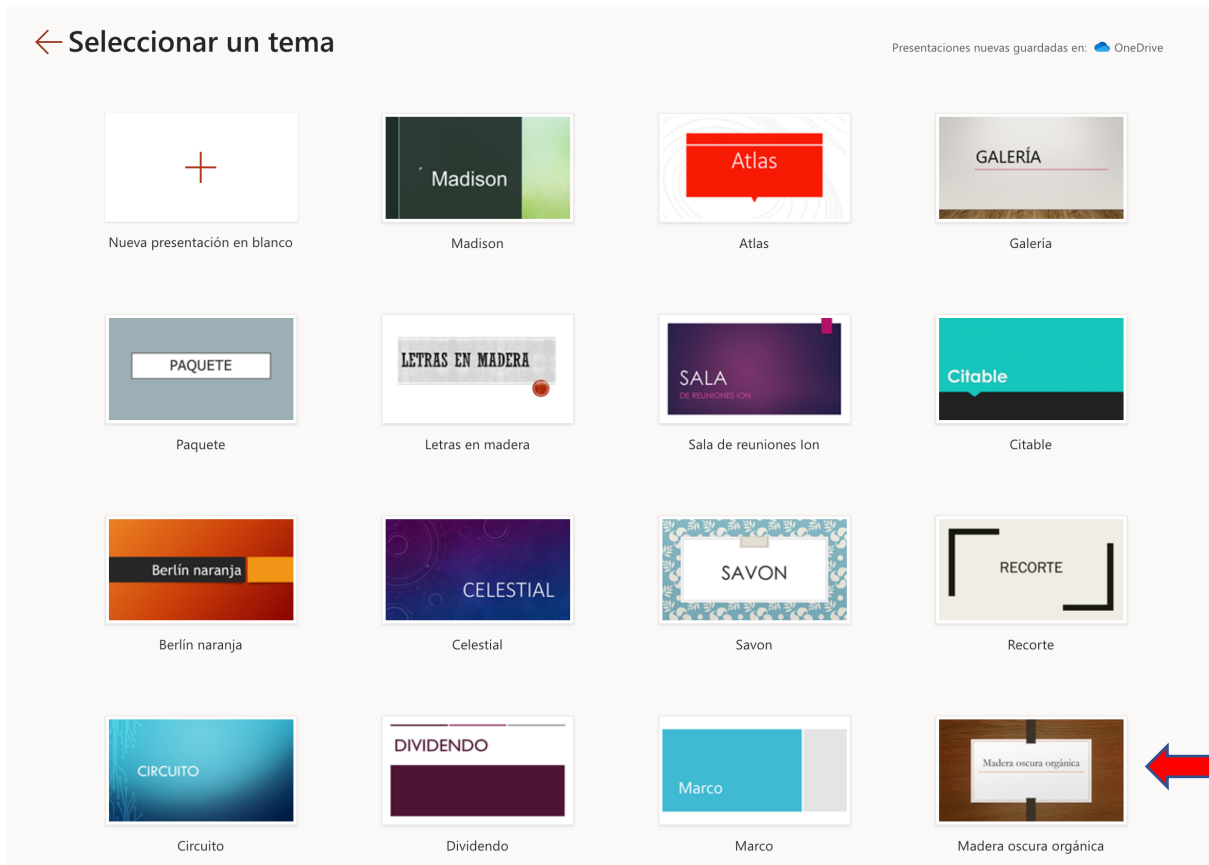 Seleccionar un tema
Presentaciones nuevas guardadas en: OneDrive
Madison
Atlas
GALERÍA
Nueva presentación en blanco
Madison
Atlas
Galería
PAQUETE
LETRAS EN MADERA
SALA
DE REUNIONES ION
Citable
Paquete
Letras en madera
Sala de reuniones Ion
Citable
Berlín naranja
CELESTIAL
SAVON
RECORTE
Berlín naranja
Celestial
Savon
Recorte
CIRCUITO
DIVIDENDO
Marco
Madera oscura orgánica
Circuito
Dividendo
Marco
Madera oscura orgánica